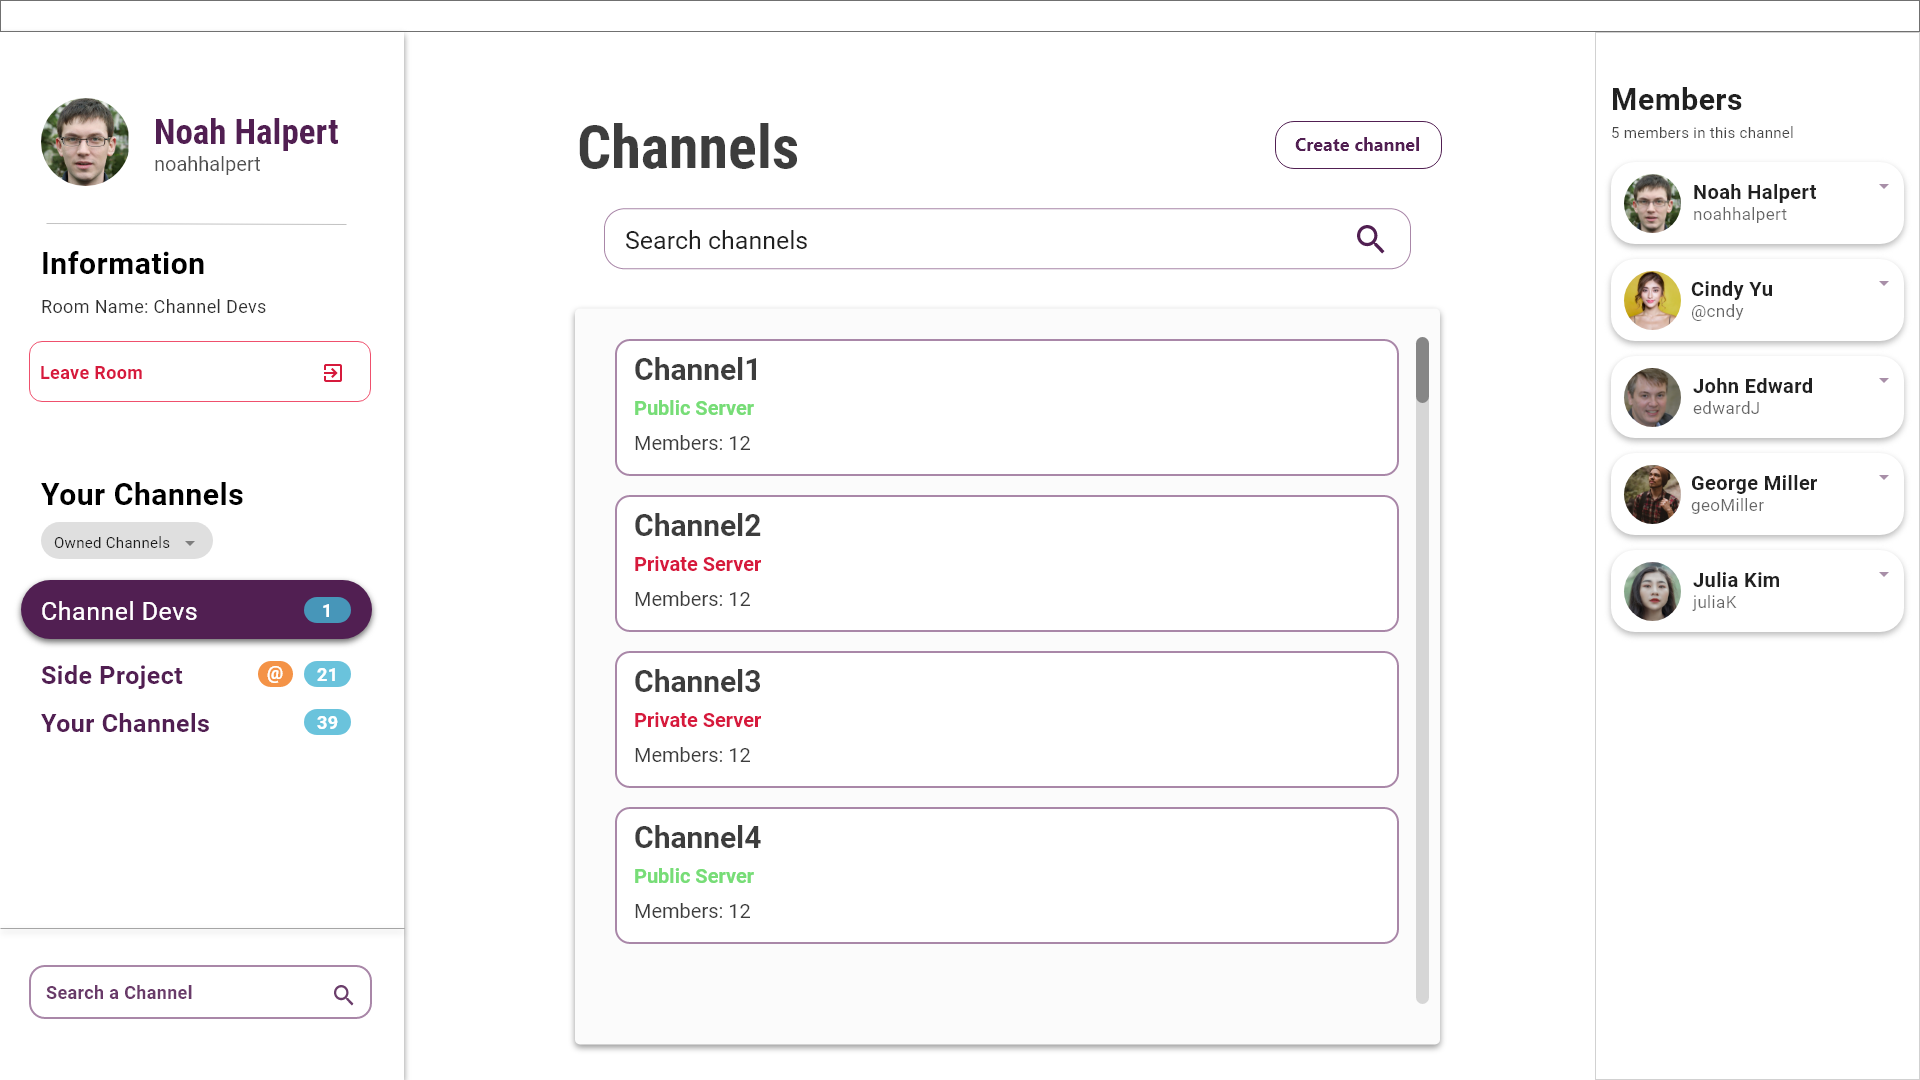 Noah Halpert
noahhalpert
Information
Room Name: Channel Devs
Leave Room
Your Channels
Owned Channels
Channel Devs 1
Side Project @ 21
Your Channels 39
Search a Channel
Channels
Create channel
Search channels
Channel1
Public Server
Members: 12
Channel2
Private Server
Members: 12
Channel3
Private Server
Members: 12
Channel4
Public Server
Members: 12
Members
5 members in this channel
Noah Halpert
noahhalpert
Cindy Yu
@cndy
John Edward
edwardJ
George Miller
geoMiller
Julia Kim
juliaK